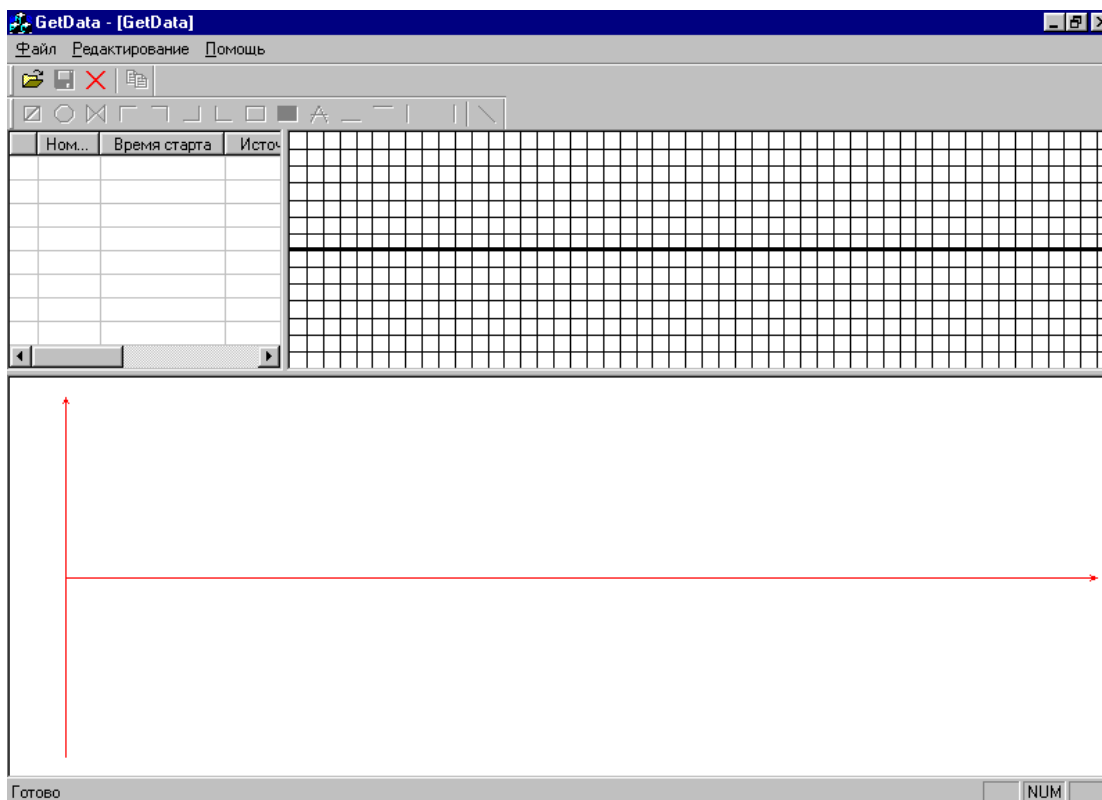 GetData - [GetData]
Файл Редактирование Помощь
Ном... Время старта Источ
Готово NUM